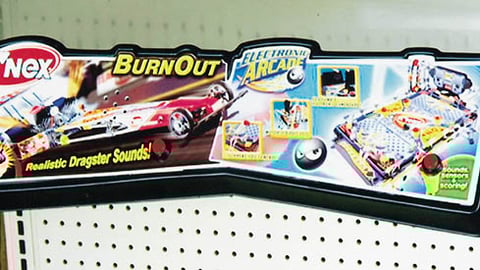 Nex
BURNOUT
Realistic Dragster Sounds!
ELECTRONIC
ARCADE
Sounds,
Sensors
+
scoring!